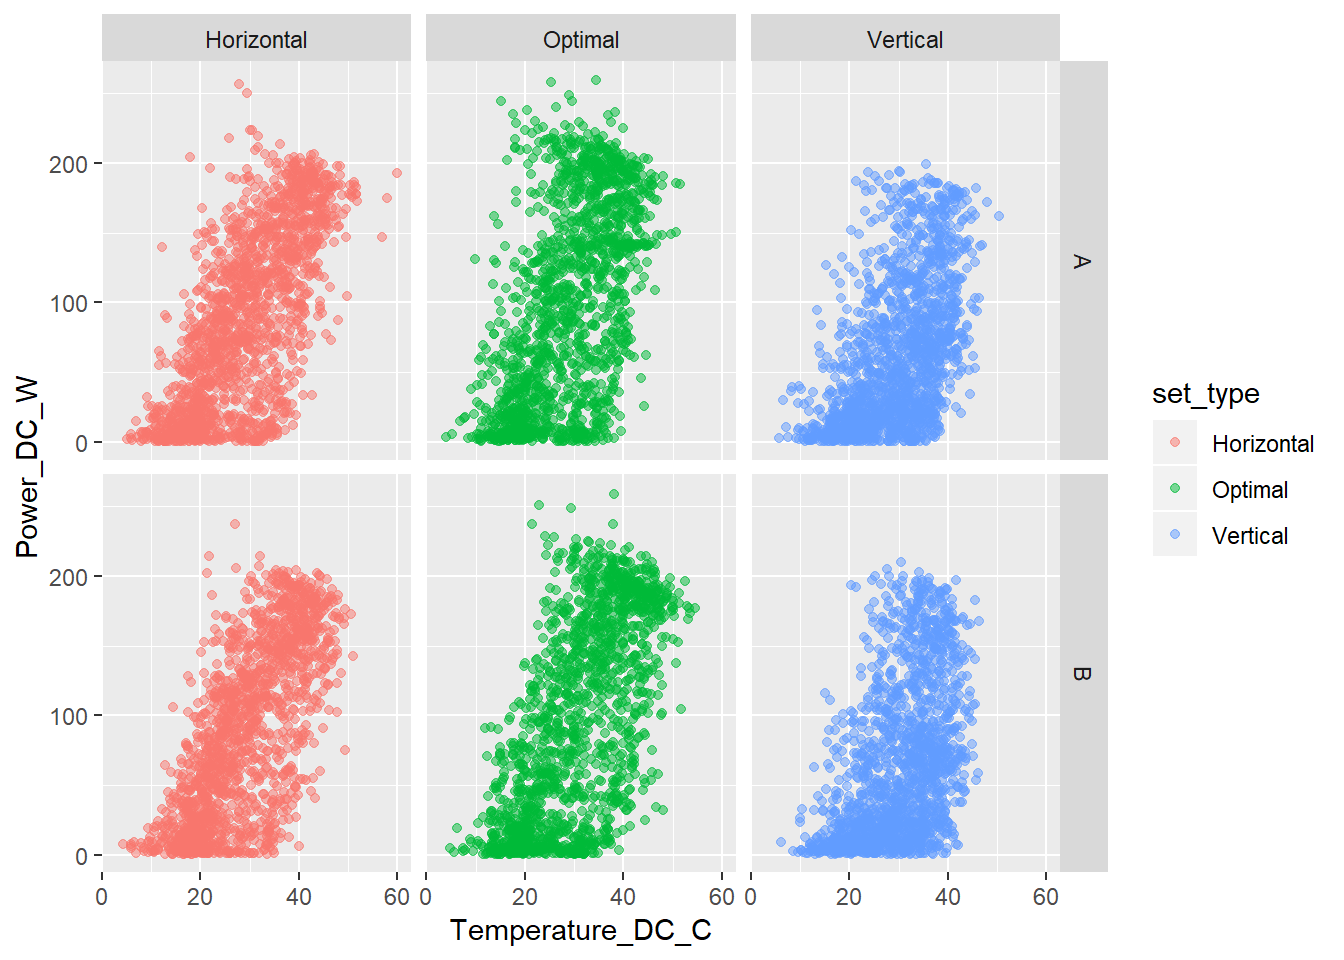 Horizontal Optimal Vertical
Power_DC_W
200
100
0
A
200
100
0
B
0 20 40 60 0 20 40 60 0 20 40 60
Temperature_DC_C
set_type
Horizontal
Optimal
Vertical